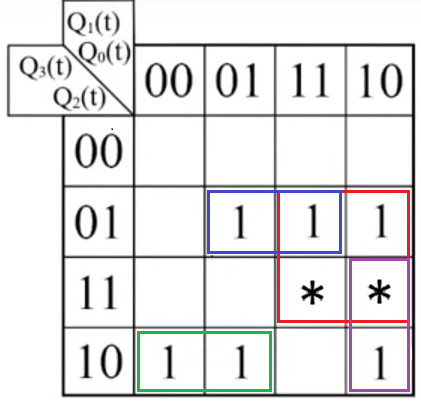 Q₁(t)
Q₀(t)
Q₃(t)
Q₂(t)
00 01 11 10
00
01 1 1 1
11 * *
10 1 1 1